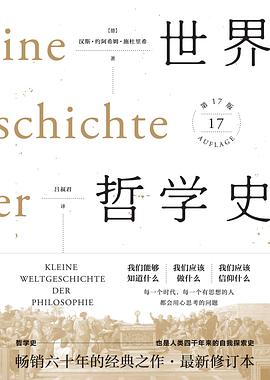 ine
世界
【德】
汉斯·约阿希姆·施杜里希
著
schichte
第17版
17
AUFLAGE
er
吕叔君
译
哲学史
KLEINE
WELTGESCHICHTE
DER
PHILOSOPHIE
我们能够
知道什么
我们应该
做什么
我们应该
信仰什么
每一个时代，每一个有思想的人
都会用心思考的问题
哲学史
也是人类四千年来的自我探索史
畅销六十年的经典之作·最新修订本